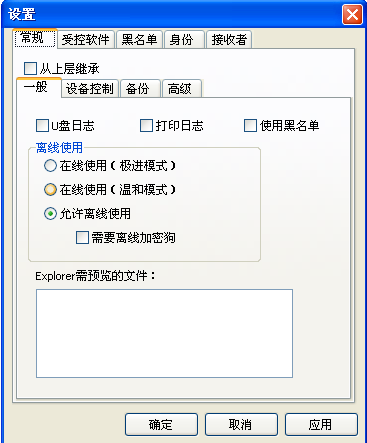 设置
常规 受控软件 黑名单 身份 接收者
从上层继承
一般 设备控制 备份 高级
U盘日志 打印日志 使用黑名单
离线使用
在线使用（极进模式）
在线使用（温和模式）
允许离线使用
需要离线加密狗
Explorer需预览的文件：
确定 取消 应用